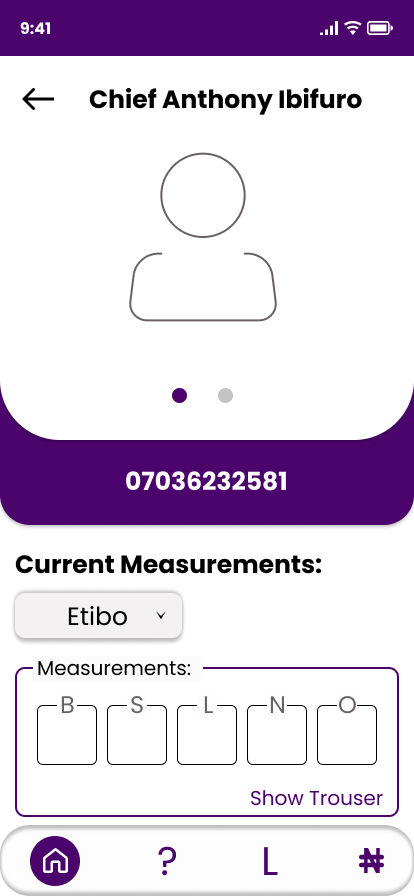 9:41
Chief Anthony Ibifuro
07036232581
Current Measurements:
Etibo
Measurements:
B S L N O
Show Trouser
? L ₦